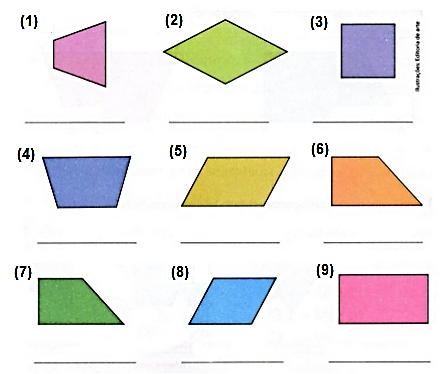 (1) (2) (3)
Ilustrações: Editoria de arte
(4) (5) (6)
(7) (8) (9)